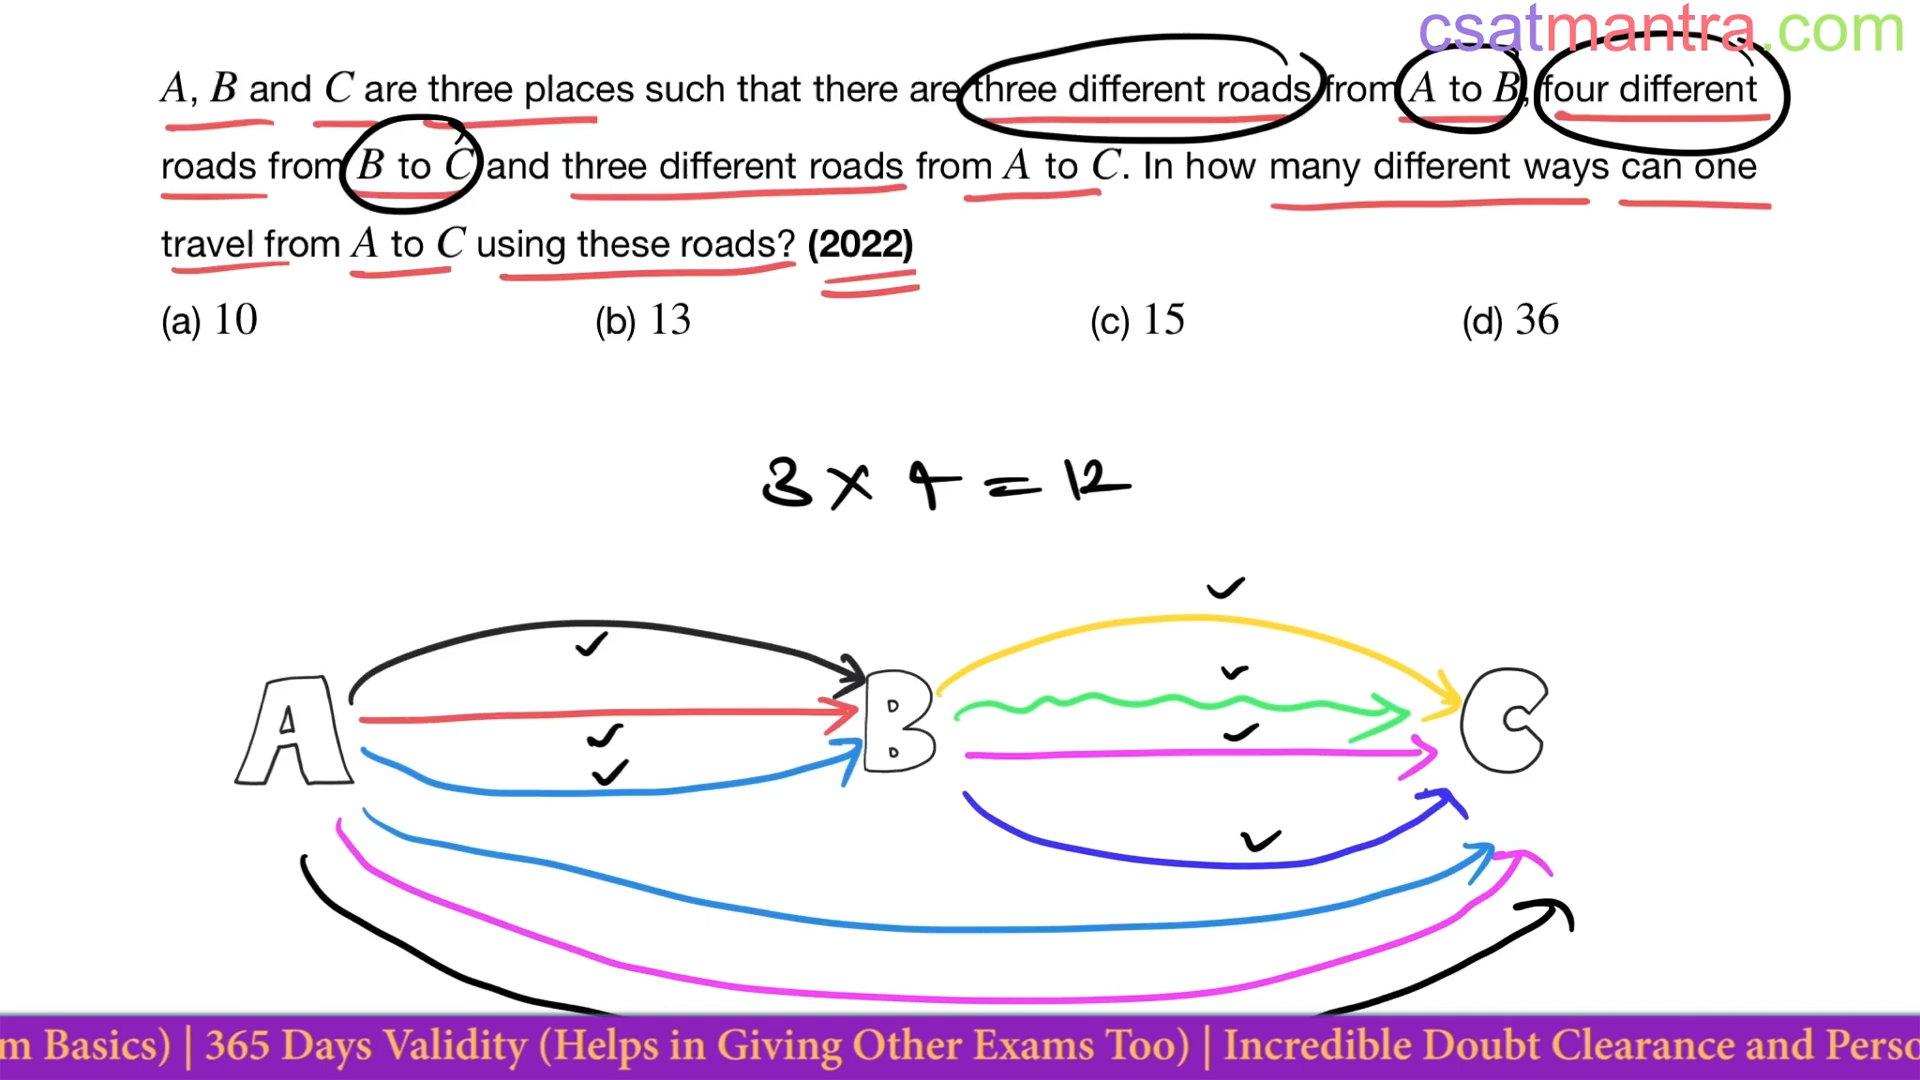 csatmantra.com
A, B and C are three places such that there are three different roads from A to B, four different
roads from B to C and three different roads from A to C. In how many different ways can one
travel from A to C using these roads? (2022)
(a) 10 (b) 13 (c) 15 (d) 36
3 × 4 = 12
A B C
m Basics) | 365 Days Validity (Helps in Giving Other Exams Too) | Incredible Doubt Clearance and Perso